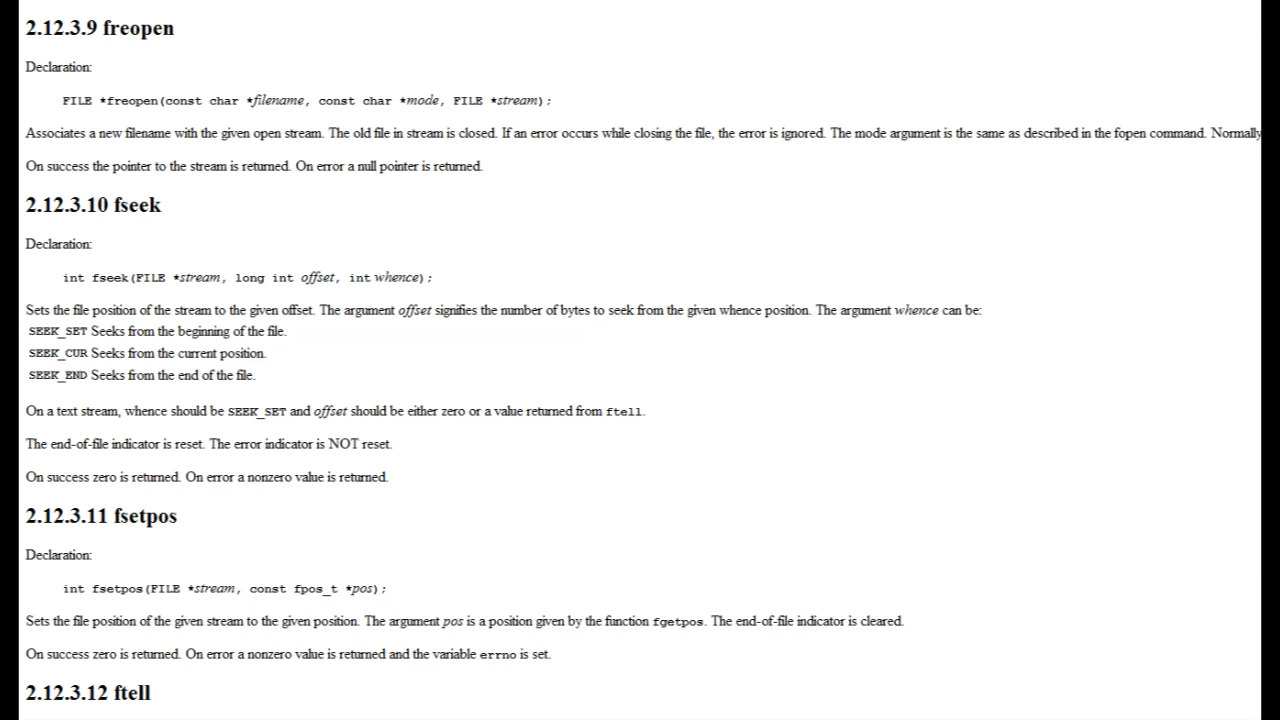 2.12.3.9 freopen
Declaration:
FILE *freopen(const char *filename, const char *mode, FILE *stream);
Associates a new filename with the given open stream. The old file in stream is closed. If an error occurs while closing the file, the error is ignored. The mode argument is the same as described in the fopen command. Normally
On success the pointer to the stream is returned. On error a null pointer is returned.
2.12.3.10 fseek
Declaration:
int fseek(FILE *stream, long int offset, int whence);
Sets the file position of the stream to the given offset. The argument offset signifies the number of bytes to seek from the given whence position. The argument whence can be:
SEEK_SET Seeks from the beginning of the file.
SEEK_CUR Seeks from the current position.
SEEK_END Seeks from the end of the file.
On a text stream, whence should be SEEK_SET and offset should be either zero or a value returned from ftell.
The end-of-file indicator is reset. The error indicator is NOT reset.
On success zero is returned. On error a nonzero value is returned.
2.12.3.11 fsetpos
Declaration:
int fsetpos(FILE *stream, const fpos_t *pos);
Sets the file position of the given stream to the given position. The argument pos is a position given by the function fgetpos. The end-of-file indicator is cleared.
On success zero is returned. On error a nonzero value is returned and the variable errno is set.
2.12.3.12 ftell